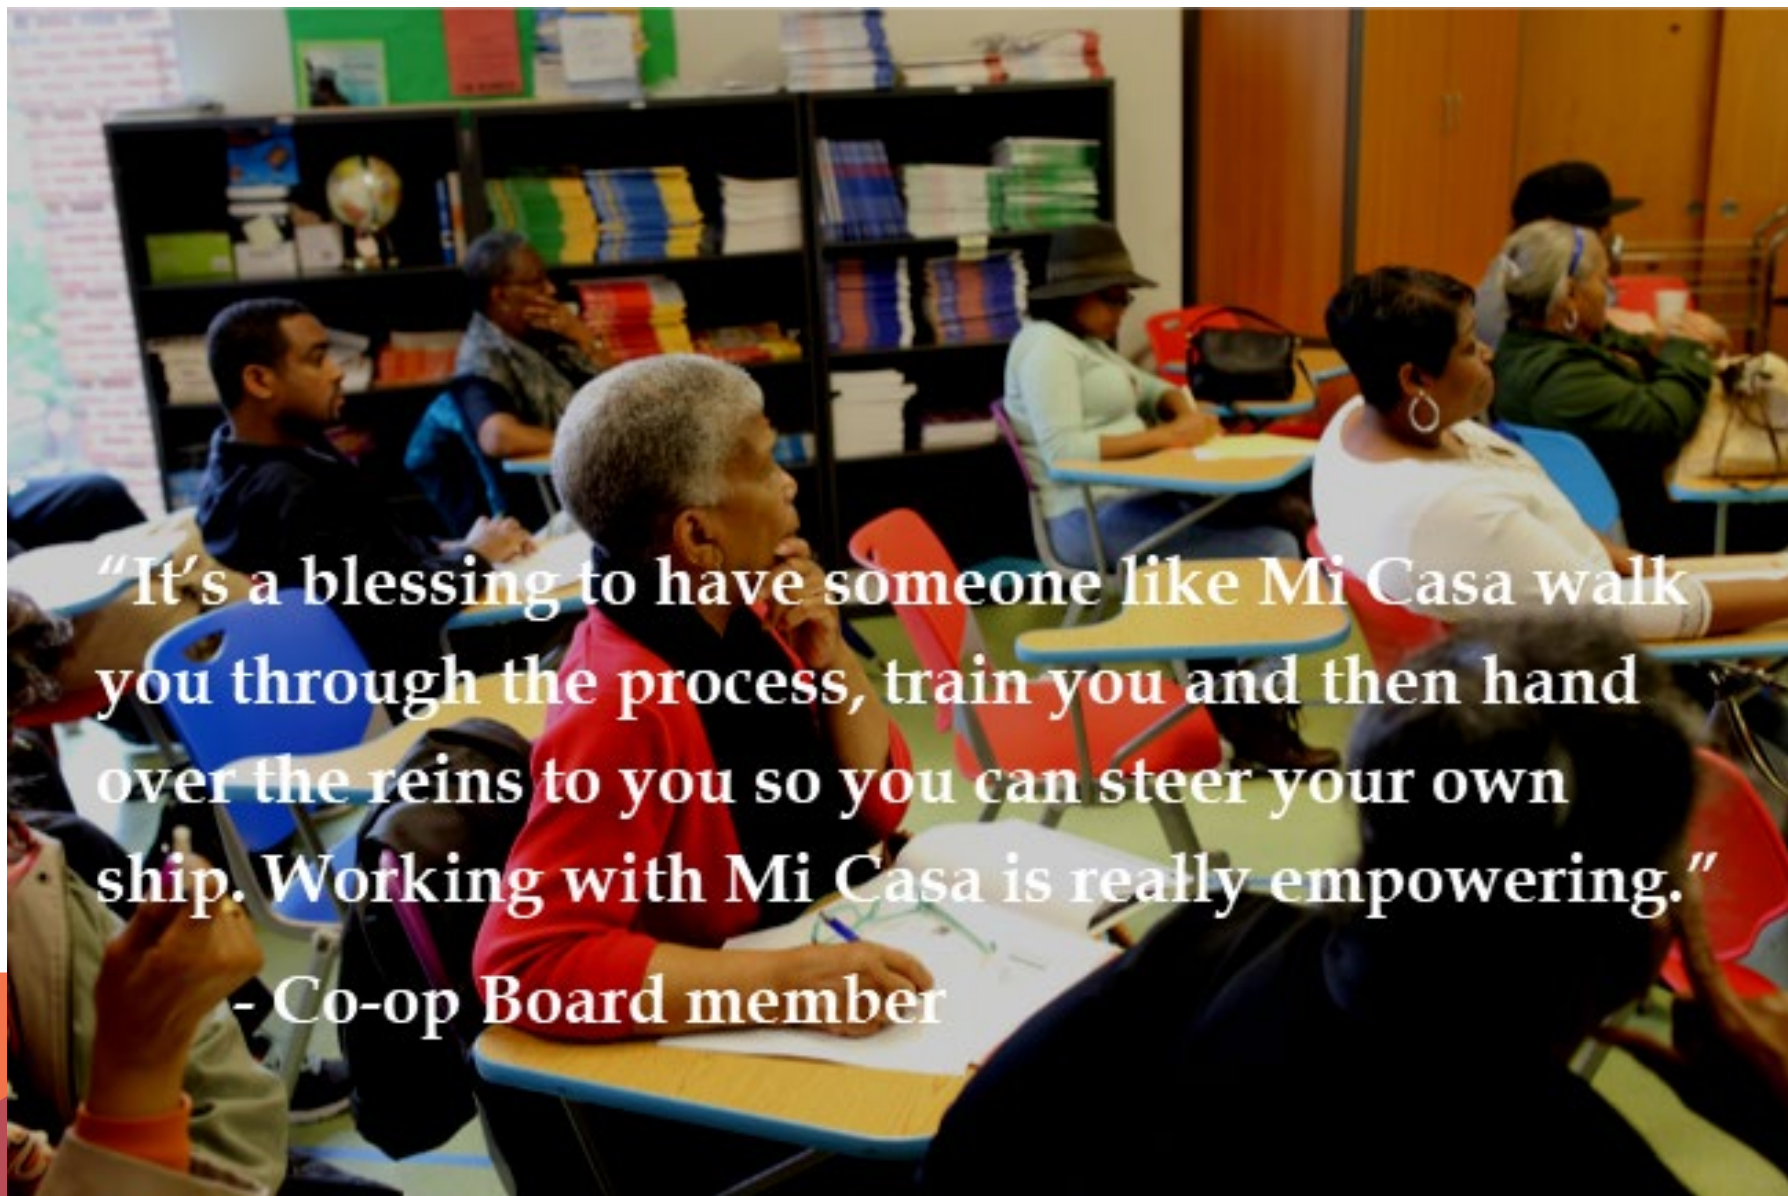 “It’s a blessing to have someone like Mi Casa walk
you through the process, train you and then hand
over the reins to you so you can steer your own
ship. Working with Mi Casa is really empowering.”
- Co-op Board member